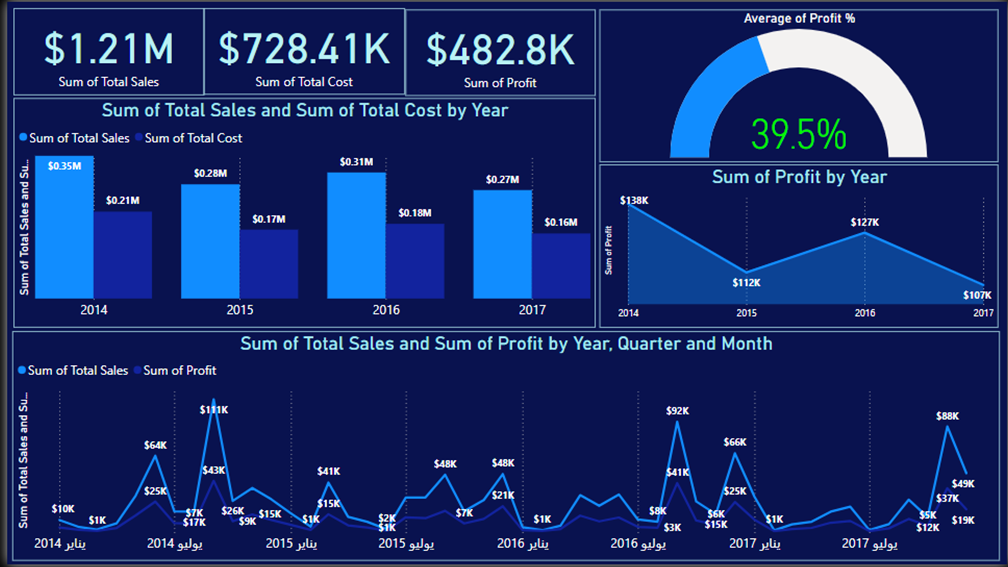 $1.21M
Sum of Total Sales
$728.41K
Sum of Total Cost
$482.8K
Sum of Profit
Average of Profit %
39.5%
Sum of Total Sales and Sum of Total Cost by Year
Sum of Total Sales Sum of Total Cost
Sum of Total Sales and Su...
$0.35M
$0.21M
$0.28M
$0.17M
$0.31M
$0.18M
$0.27M
$0.16M
2014 2015 2016 2017
Sum of Profit by Year
Sum of Profit
$138K
$112K
$127K
$107K
2014 2015 2016 2017
Sum of Total Sales and Sum of Profit by Year, Quarter and Month
Sum of Total Sales Sum of Profit
Sum of Total Sales and Su...
$10K
$1K
$64K
$25K
$7K
$17K
$111K
$43K
$26K
$9K
$15K
$1K
$41K
$15K
$2K
$1K
$48K
$7K
$48K
$21K
$1K
$8K
$3K
$92K
$41K
$6K
$15K
$66K
$25K
$1K
$5K
$12K
$88K
$37K
$49K
$19K
يناير 2014
يوليو 2014
يناير 2015
يوليو 2015
يناير 2016
يوليو 2016
يناير 2017
يوليو 2017